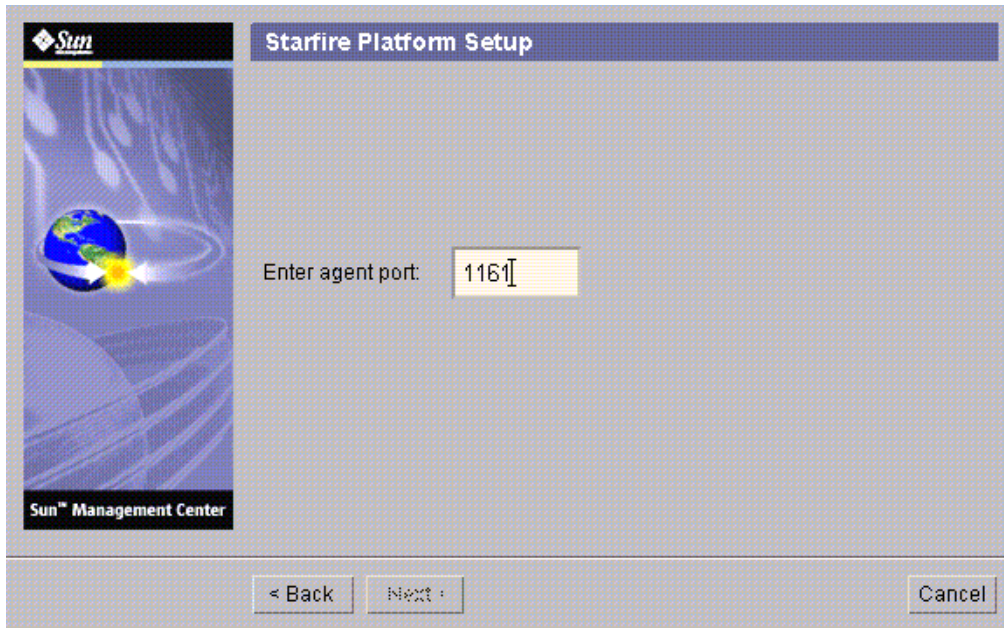 Sun
Starfire Platform Setup
Enter agent port: 1161
Sun™ Management Center
< Back Next > Cancel